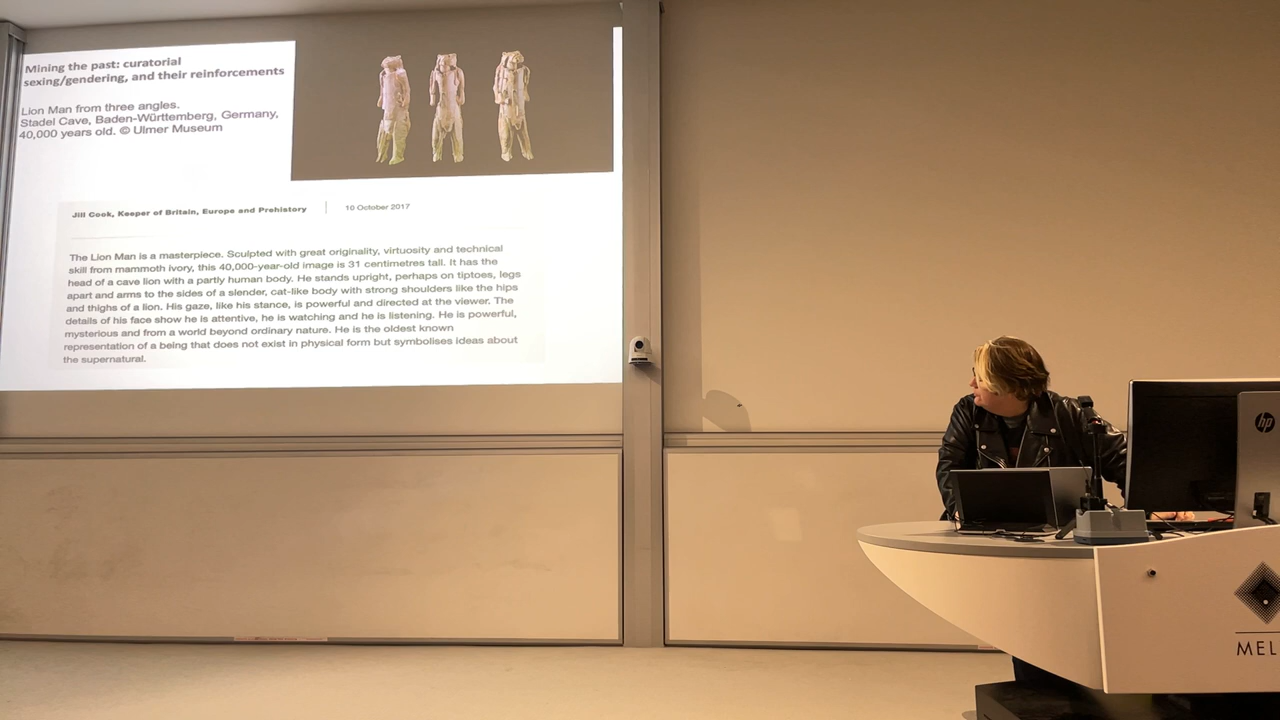 Mining the past: curatorial
sexing/gendering, and their reinforcements
Lion Man from three angles.
Stadel Cave, Baden-Württemberg, Germany,
40,000 years old. © Ulmer Museum
Jill Cook, Keeper of Britain, Europe and Prehistory
10 October 2017
The Lion Man is a masterpiece. Sculpted with great originality, virtuosity and technical
skill from mammoth ivory, this 40,000-year-old image is 31 centimetres tall. It has the
head of a cave lion with a partly human body. He stands upright, perhaps on tiptoes, legs
apart and arms to the sides of a slender, cat-like body with strong shoulders like the hips
and thighs of a lion. His gaze, like his stance, is powerful and directed at the viewer. The
details of his face show he is attentive, he is watching and he is listening. He is powerful,
mysterious and from a world beyond ordinary nature. He is the oldest known
representation of a being that does not exist in physical form but symbolises ideas about
the supernatural.
hp
MEL